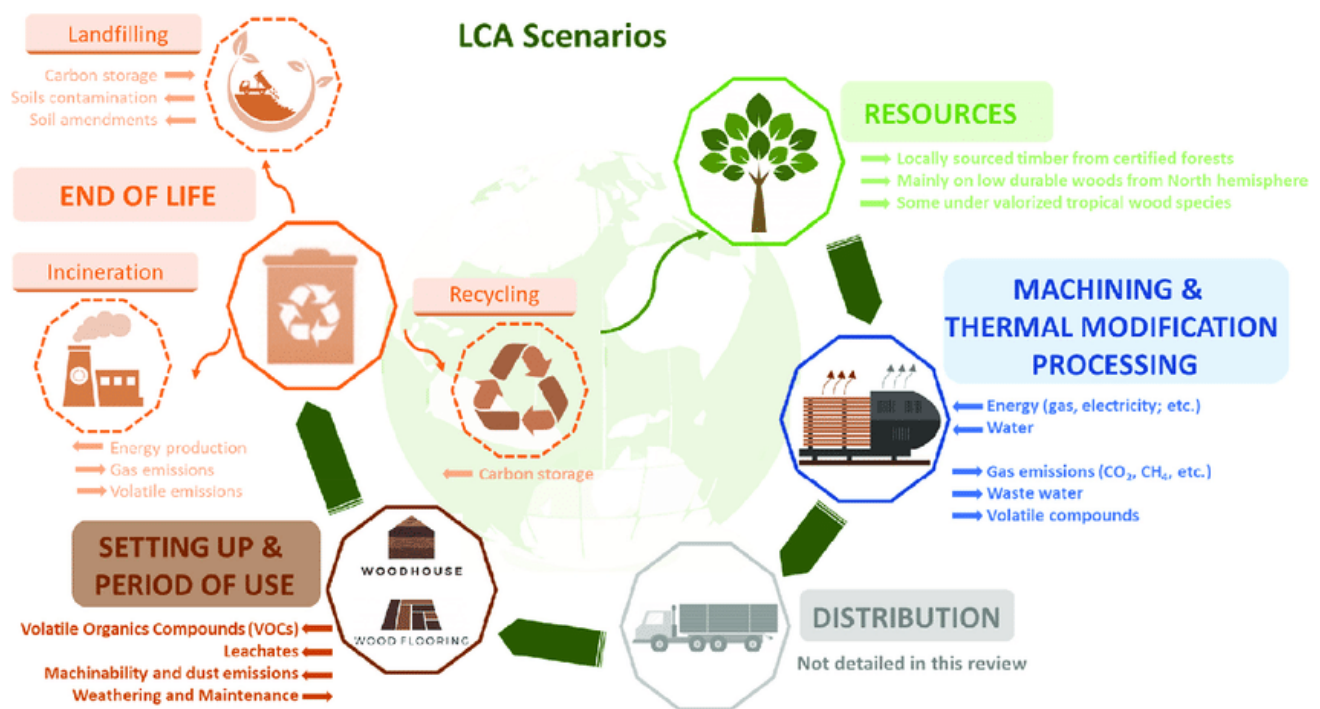 LCA Scenarios
Landfilling
Carbon storage
Soils contamination
Soil amendments
END OF LIFE
Incineration
Energy production
Gas emissions
Volatile emissions
Recycling
Carbon storage
RESOURCES
Locally sourced timber from certified forests
Mainly on low durable woods from North hemisphere
Some under valorized tropical wood species
MACHINING &
THERMAL MODIFICATION
PROCESSING
Energy (gas, electricity; etc.)
Water
Gas emissions (CO₂, CH₄, etc.)
Waste water
Volatile compounds
DISTRIBUTION
Not detailed in this review
SETTING UP &
PERIOD OF USE
Volatile Organics Compounds (VOCs)
Leachates
Machinability and dust emissions
Weathering and Maintenance
WOODHOUSE
WOOD FLOORING